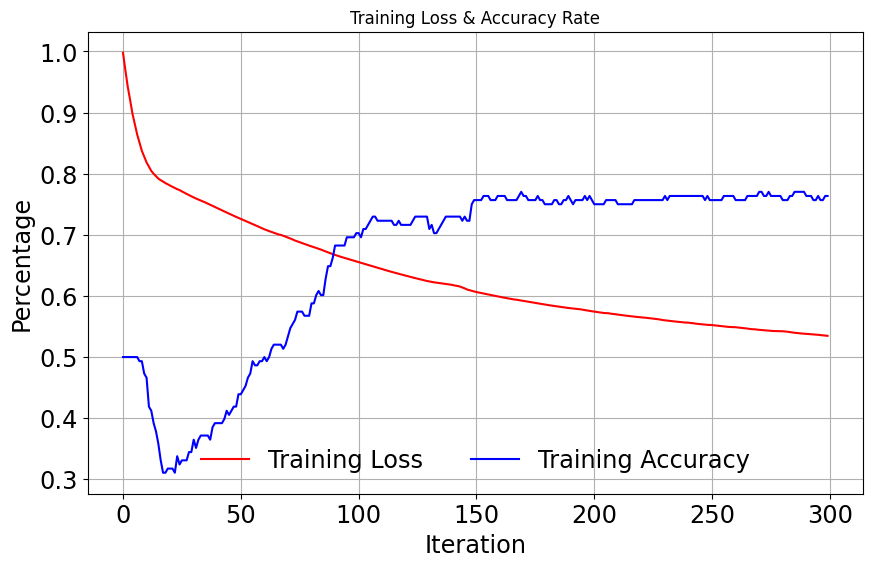 Training Loss & Accuracy Rate
1.0
0.9
0.8
0.7
0.6
0.5
0.4
0.3
Percentage
Training Loss
Training Accuracy
0 50 100 150 200 250 300
Iteration